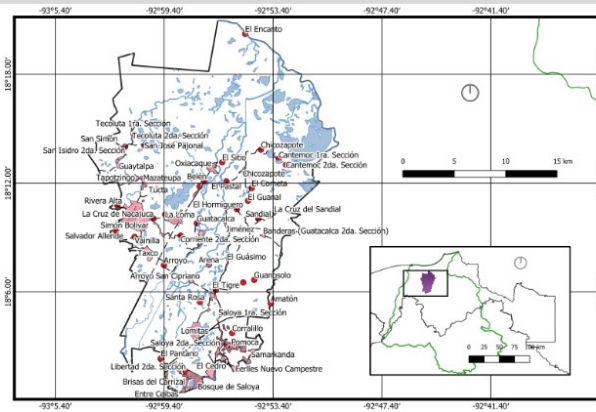 -93°5.40' -92°59.40' -92°53.40' -92°47.40' -92°41.40'
El Encanto
18°18.00'
Tecoluta 1ra. Sección
San Simón
Tecoluta 2da. Sección
San José Pajonal
San Isidro 2da. Sección
Chicozapote
Cantemoc 1ra. Sección
Cantemoc 2da. Sección
Oxiacaque
El Sitio
Guaytalpa
Tapotzingo
Mazateupa
Belén
Chicozapote
0 5 10 15 km
18°12.00'
Tucta
El Pastal
El Cometa
Rivera Alta
El Guanal
El Hormiguero
La Cruz de Nacajuca
La Loma
Sandial
La Cruz del Sandial
Simón Bolívar
Guatacalca
Jiménez
Banderas (Guatacalca 2da. Sección)
Salvador Allende
Vainilla
Corriente 2da. Sección
Taxco
El Guásimo
Arroyo
Arena
Arroyo San Cipriano
Guangsolo
18°6.00'
El Tigre
Santa Rosa
Amatón
Saloya 1ra. Sección
Lomitas
Corralillo
Saloya 2da. Sección
Pomoca
El Pantano
Samarkanda
Libertad 2da. Sección
El Cedro
Brisas del Carrizal
Bosque de Saloya
0 25 50 75 100 km
-93°5.40' -92°59.40' -92°53.40' -92°47.40' -92°41.40'